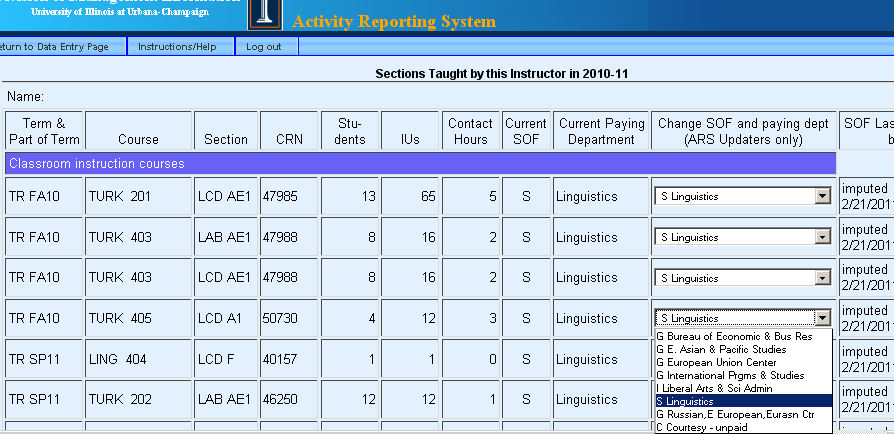 University of Illinois at Urbana-Champaign
Activity Reporting System
Return to Data Entry Page Instructions/Help Log out
Sections Taught by this Instructor in 2010-11
Name:
Term & Part of Term Course Section CRN Stu-dents IUs Contact Hours Current SOF Current Paying Department Change SOF and paying dept (ARS Updaters only) SOF Las
Classroom instruction courses
TR FA10 TURK 201 LCD AE1 47985 13 65 5 S Linguistics S Linguistics imputed 2/21/201
TR FA10 TURK 403 LAB AE1 47988 8 16 2 S Linguistics S Linguistics imputed 2/21/201
TR FA10 TURK 403 LCD AE1 47988 8 16 2 S Linguistics S Linguistics imputed 2/21/201
TR FA10 TURK 405 LCD A1 50730 4 12 3 S Linguistics S Linguistics imputed 2/21/201
TR SP11 LING 404 LCD F 40157 1 1 0 S Linguistics imputed 2/21/201
TR SP11 TURK 202 LAB AE1 46250 12 12 1 S Linguistics imputed 2/21/201
G Bureau of Economic & Bus Res
G E. Asian & Pacific Studies
G European Union Center
G International Prgms & Studies
I Liberal Arts & Sci Admin
S Linguistics
G Russian,E European,Eurasn Ctr
C Courtesy - unpaid